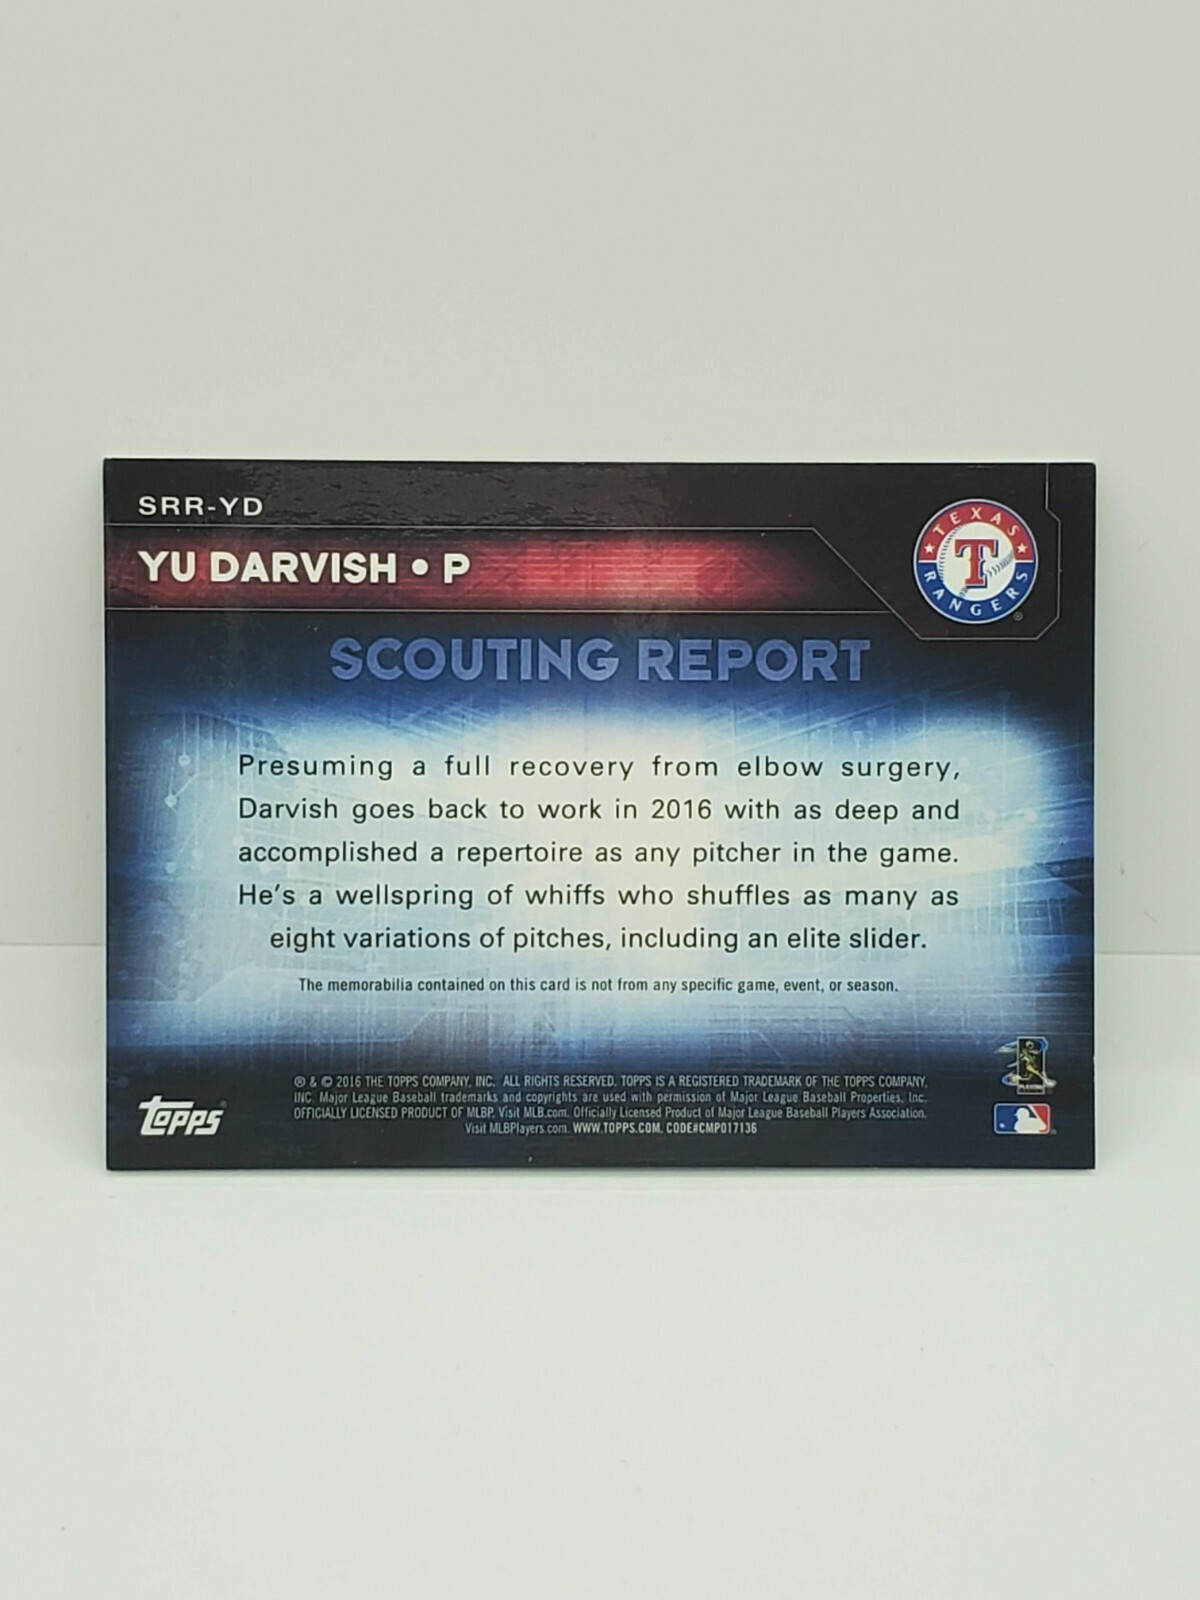 SRR-YD
YU DARVISH • P
TEXAS
T
RANGERS
®
SCOUTING REPORT
Presuming a full recovery from elbow surgery,
Darvish goes back to work in 2016 with as deep and
accomplished a repertoire as any pitcher in the game.
He's a wellspring of whiffs who shuffles as many as
eight variations of pitches, including an elite slider.
The memorabilia contained on this card is not from any specific game, event, or season.
® & © 2016 THE TOPPS COMPANY, INC. ALL RIGHTS RESERVED. TOPPS IS A REGISTERED TRADEMARK OF THE TOPPS COMPANY,
INC. Major League Baseball trademarks and copyrights are used with permission of Major League Baseball Properties, Inc.
OFFICIALLY LICENSED PRODUCT OF MLBP. Visit MLB.com. Officially Licensed Product of Major League Baseball Players Association.
Visit MLBPlayers.com. WWW.TOPPS.COM. CODE#CMP017136
Topps